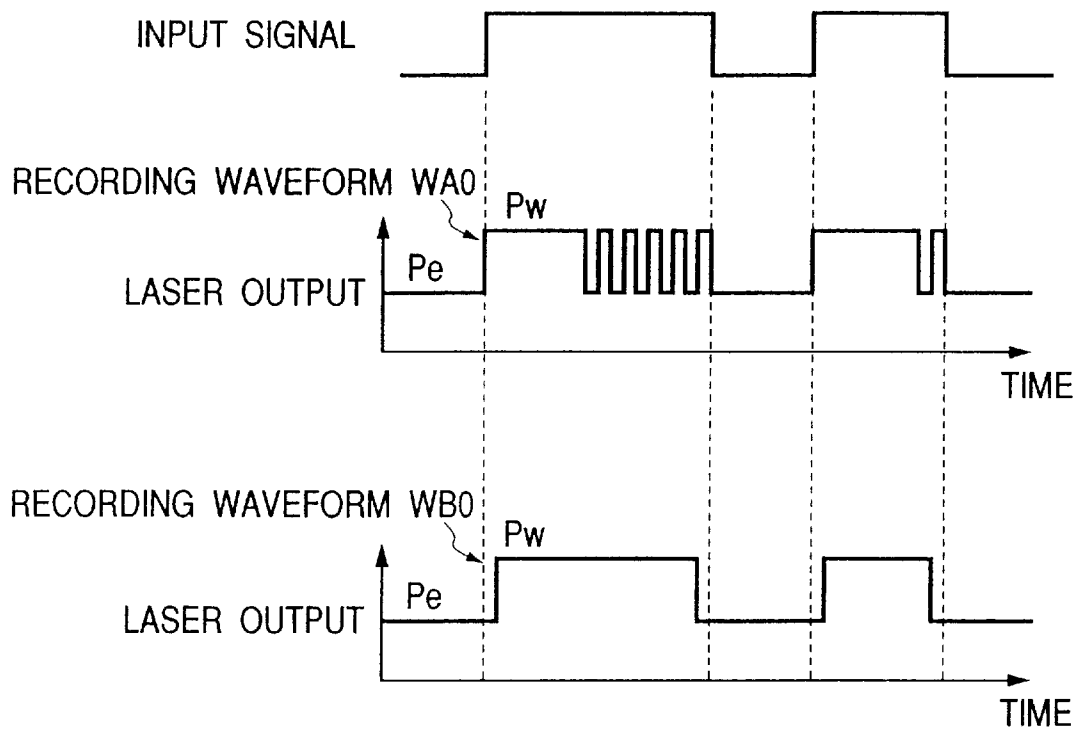 INPUT SIGNAL
RECORDING WAVEFORM WA0
Pw
Pe
LASER OUTPUT
TIME
RECORDING WAVEFORM WB0
Pw
Pe
LASER OUTPUT
TIME